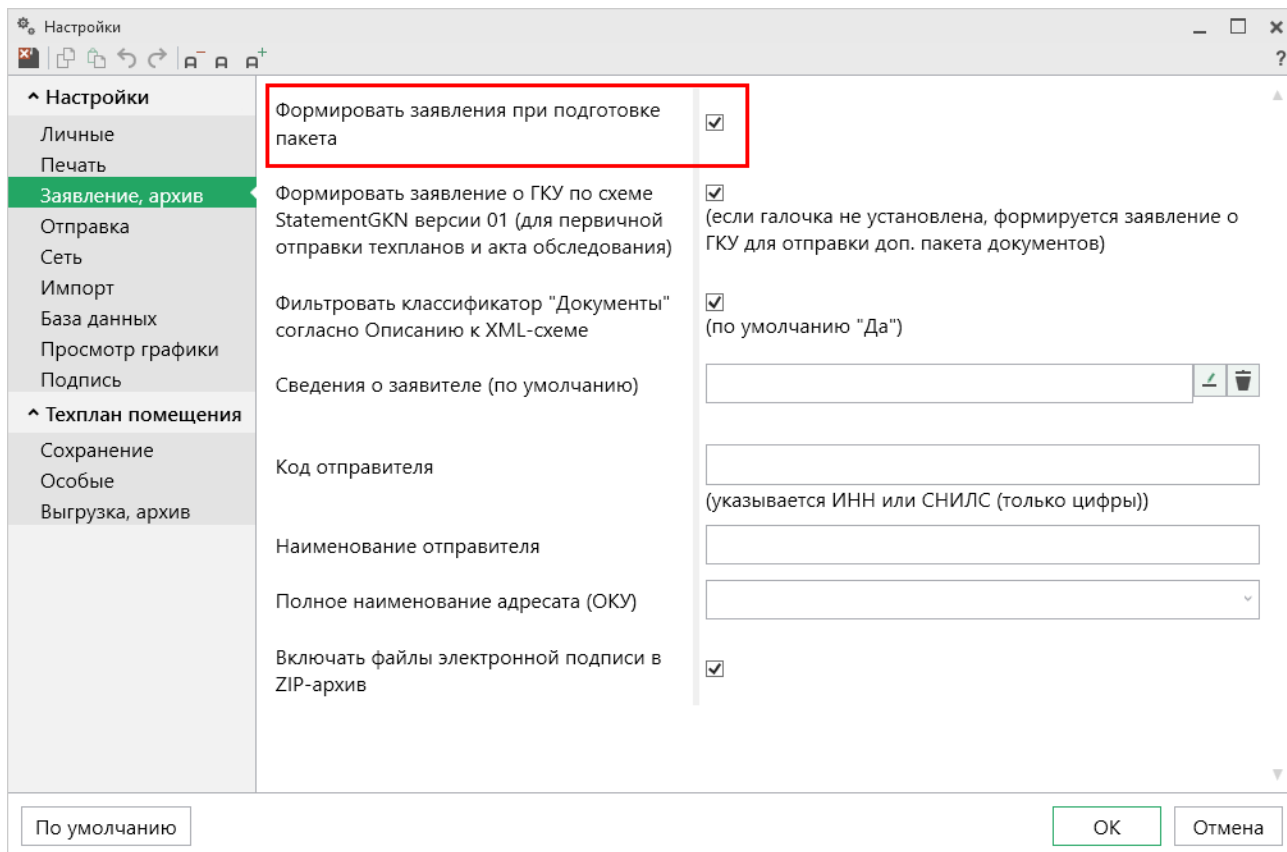 Настройки
?
Настройки
Личные
Печать
Заявление, архив
Отправка
Сеть
Импорт
База данных
Просмотр графики
Подпись
Техплан помещения
Сохранение
Особые
Выгрузка, архив
Формировать заявления при подготовке
пакета
Формировать заявление о ГКУ по схеме
StatementGKN версии 01 (для первичной
отправки техпланов и акта обследования)
(если галочка не установлена, формируется заявление о
ГКУ для отправки доп. пакета документов)
Фильтровать классификатор "Документы"
согласно Описанию к XML-схеме
(по умолчанию "Да")
Сведения о заявителе (по умолчанию)
Код отправителя
(указывается ИНН или СНИЛС (только цифры))
Наименование отправителя
Полное наименование адресата (ОКУ)
Включать файлы электронной подписи в
ZIP-архив
По умолчанию
ОК
Отмена